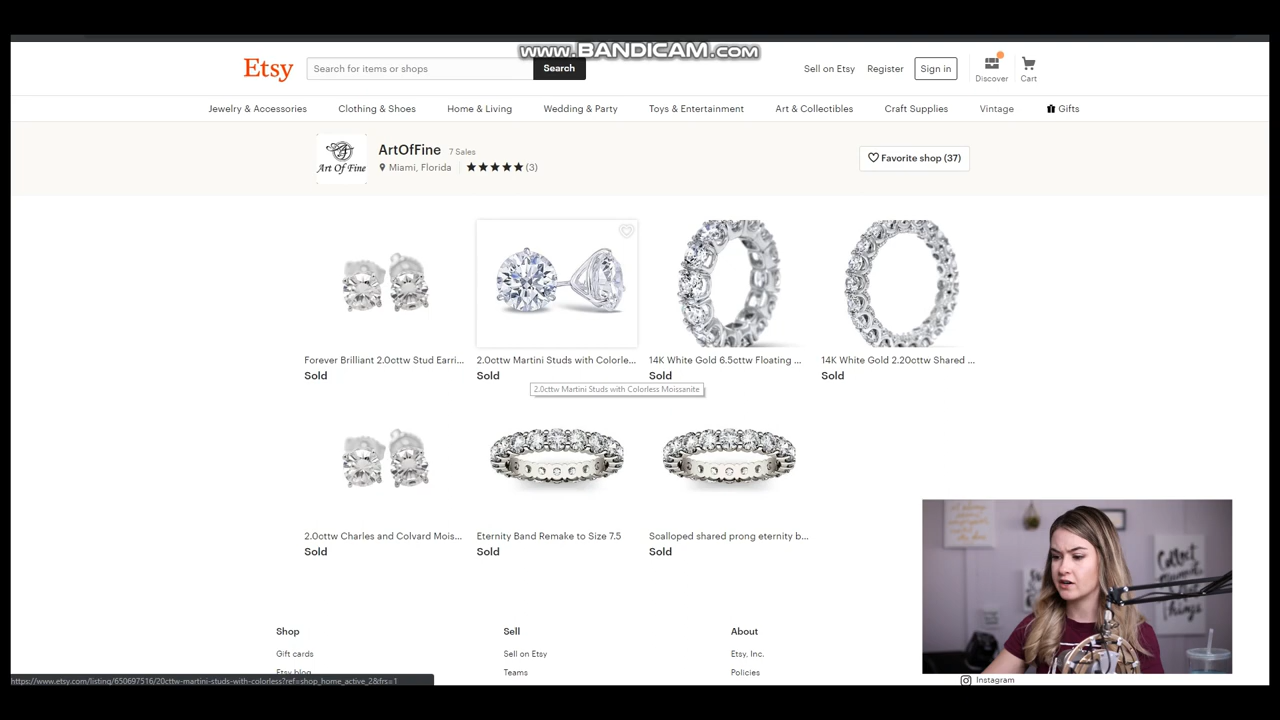 www.BANDICAM.com
Etsy
Search for items or shops
Search
Sell on Etsy
Register
Sign in
Discover
Cart
Jewelry & Accessories
Clothing & Shoes
Home & Living
Wedding & Party
Toys & Entertainment
Art & Collectibles
Craft Supplies
Vintage
Gifts
Art Of Fine
ArtOfFine 7 Sales
Miami, Florida
(3)
Favorite shop (37)
Forever Brilliant 2.0cttw Stud Earri...
Sold
2.0cttw Martini Studs with Colorle...
Sold
14K White Gold 6.5cttw Floating ...
Sold
14K White Gold 2.20cttw Shared ...
Sold
2.0cttw Martini Studs with Colorless Moissanite
2.0cttw Charles and Colvard Mois...
Sold
Eternity Band Remake to Size 7.5
Sold
Scalloped shared prong eternity b...
Sold
Collect
things
Shop
Sell
About
Gift cards
Sell on Etsy
Etsy, Inc.
Etsy blog
Teams
Policies
Instagram
https://www.etsy.com/listing/650697516/20cttw-martini-studs-with-colorless?ref=shop_home_active_2&frs=1